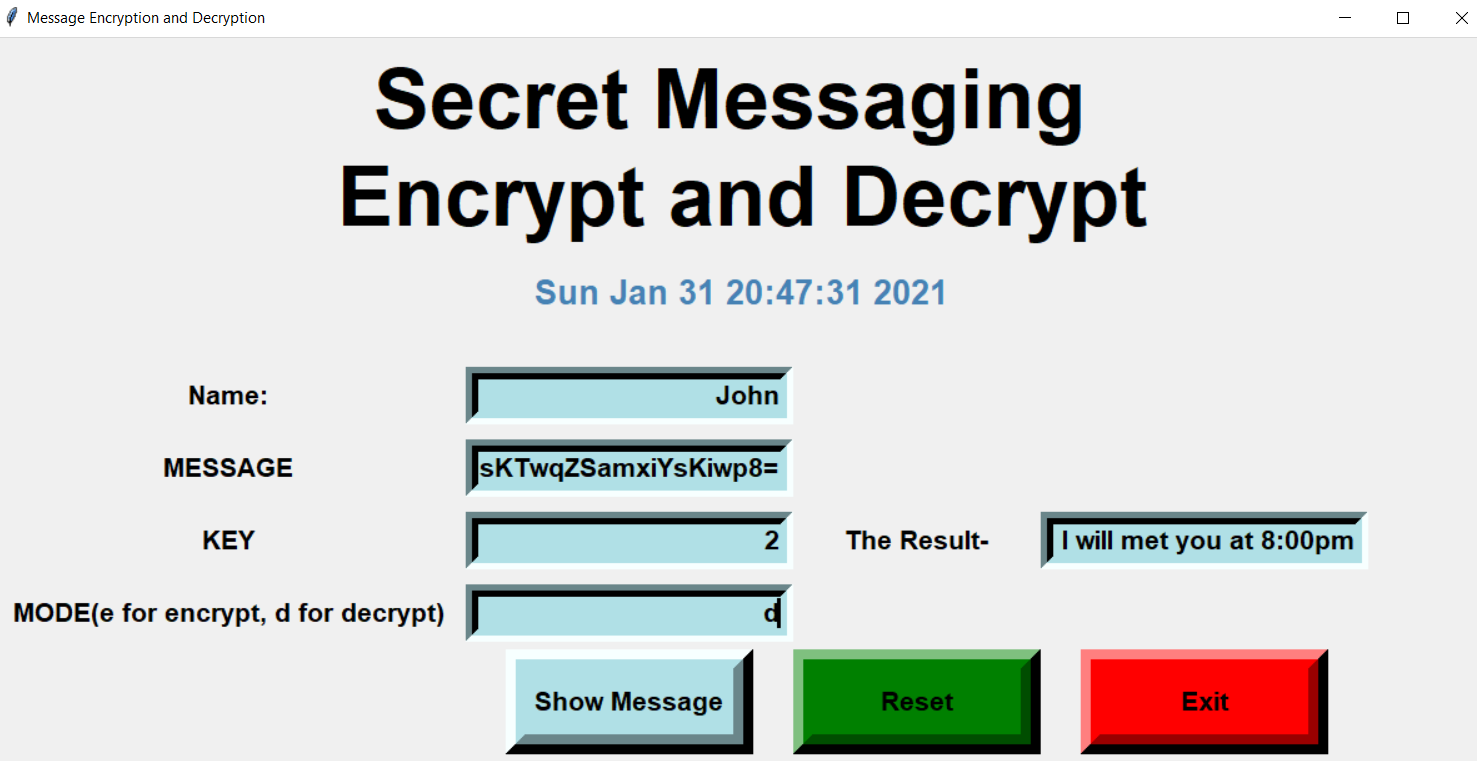 Message Encryption and Decryption
Secret Messaging
Encrypt and Decrypt
Sun Jan 31 20:47:31 2021
Name: John
MESSAGE sKTwqZSamxiYsKiwp8=
KEY 2 The Result- I will met you at 8:00pm
MODE(e for encrypt, d for decrypt) d
Show Message Reset Exit